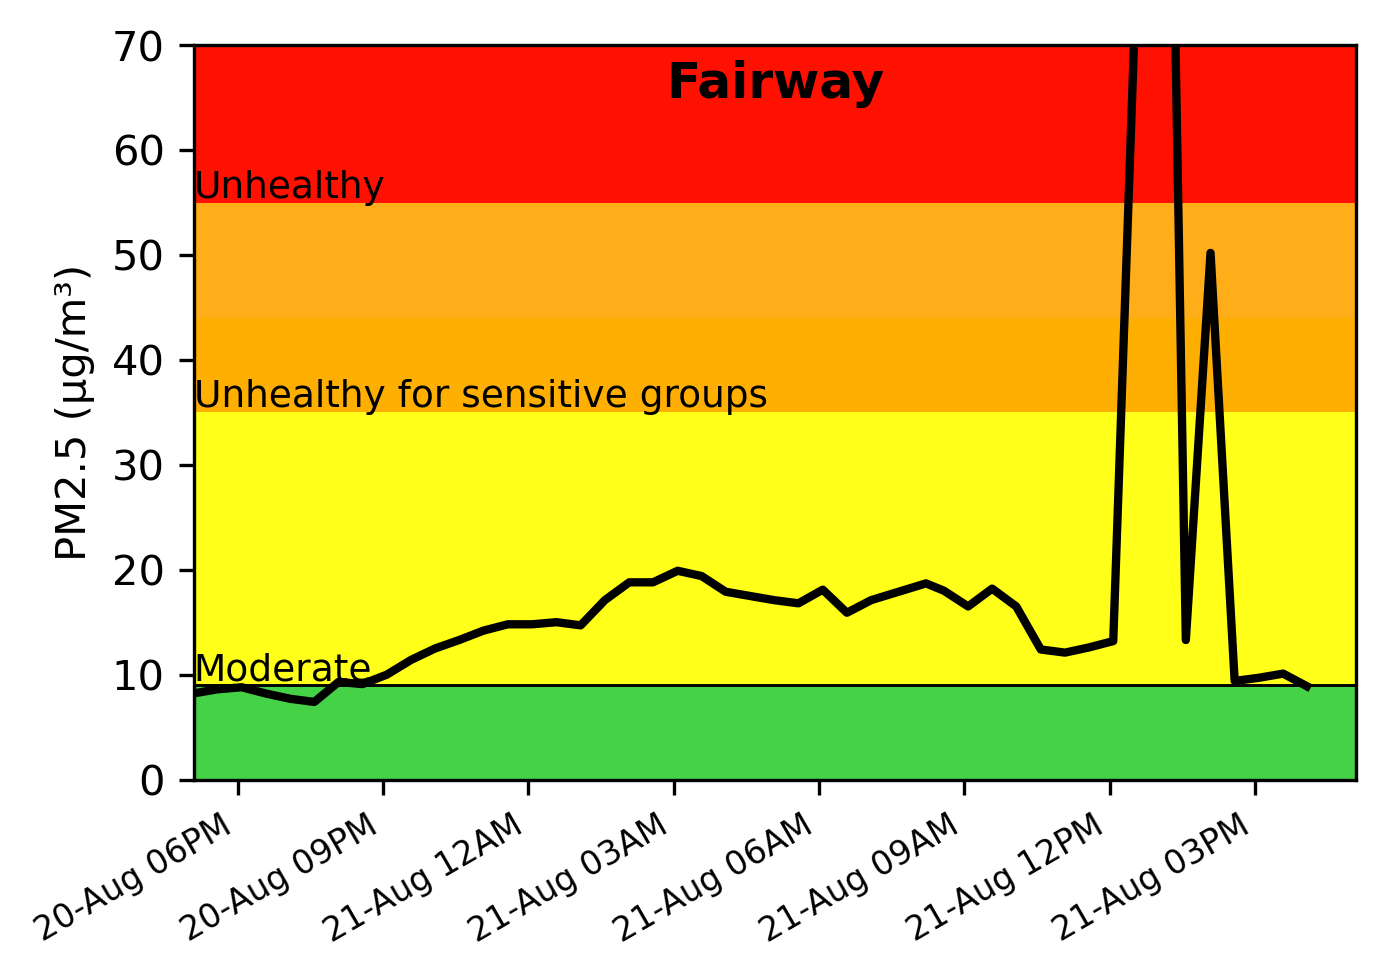 Fairway
PM2.5 (µg/m³)
70
60
50
40
30
20
10
0
Unhealthy
Unhealthy for sensitive groups
Moderate
20-Aug 06PM
20-Aug 09PM
21-Aug 12AM
21-Aug 03AM
21-Aug 06AM
21-Aug 09AM
21-Aug 12PM
21-Aug 03PM